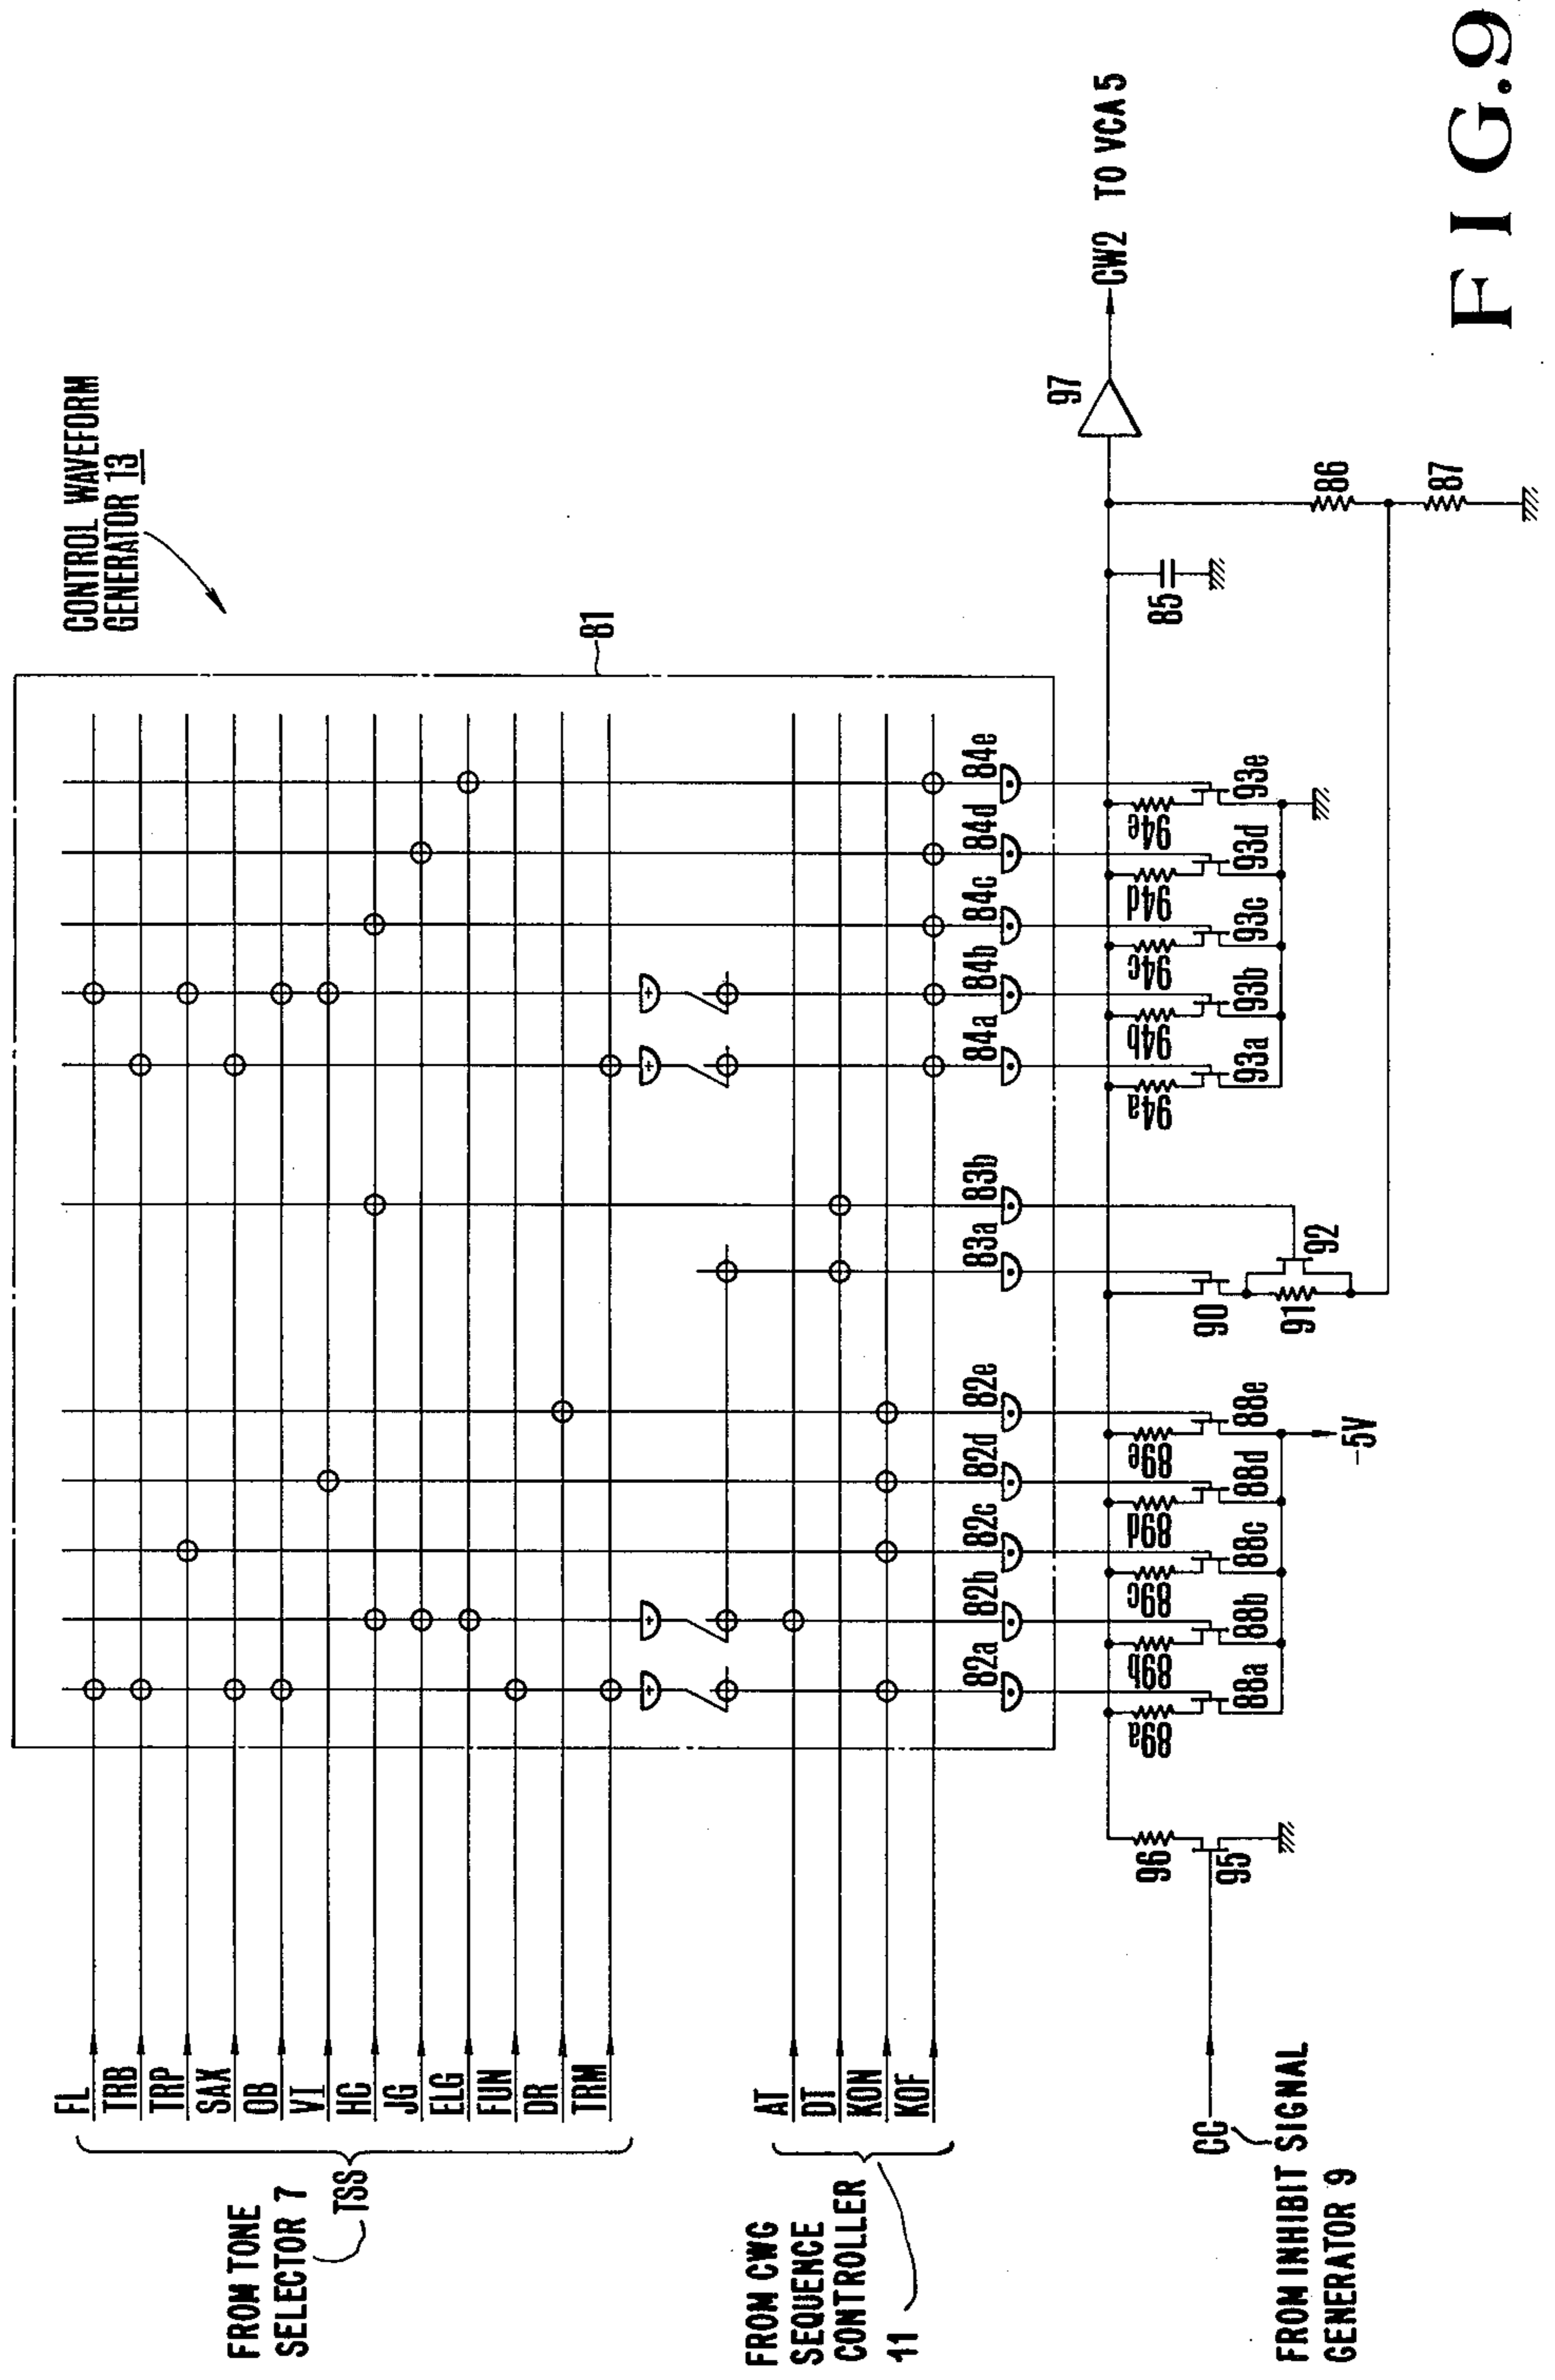 CONTROL WAVEFORM
GENERATOR 13
81
FROM TONE
SELECTOR 7
TSS
FL
TRB
TRP
SAX
OB
VI
HC
JG
ELG
FUN
DR
TRM
FROM CWG
SEQUENCE
CONTROLLER
11
AT
DT
KON
KOF
82a
82b
82c
82d
82e
83a
83b
84a
84b
84c
84d
84e
89a
89b
89c
89d
89e
88a
88b
88c
88d
88e
-5V
90
91
92
94a
94b
94c
94d
94e
93a
93b
93c
93d
93e
96
95
CC
FROM INHIBIT SIGNAL
GENERATOR 9
85
86
87
97
CW2 TO VCA 5
FIG.9